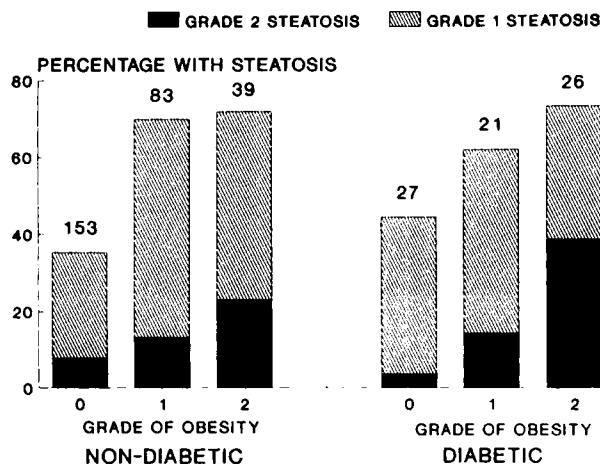 GRADE 2 STEATOSIS GRADE 1 STEATOSIS
PERCENTAGE WITH STEATOSIS
80
60
40
20
0
153 83 39
27 21 26
0 1 2 0 1 2
GRADE OF OBESITY GRADE OF OBESITY
NON-DIABETIC DIABETIC